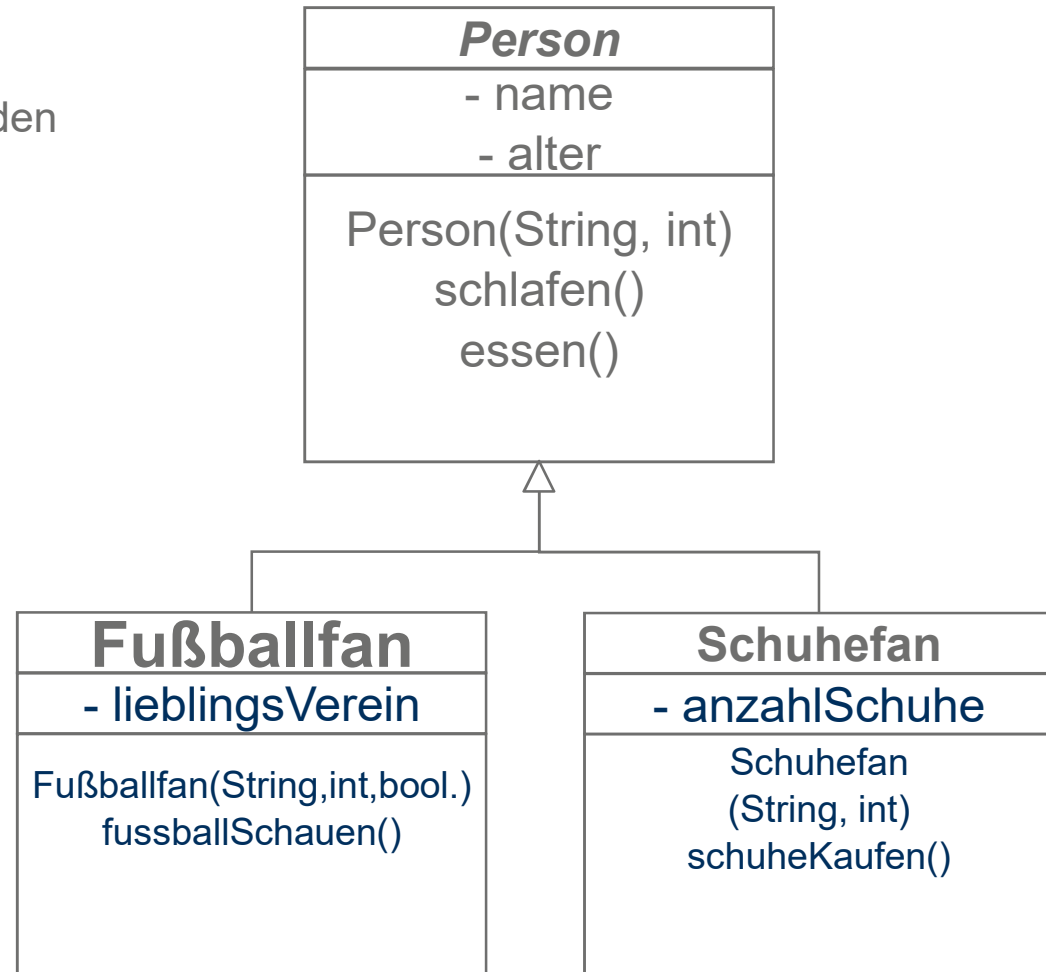 Person
den
- name
- alter
Person(String, int)
schlafen()
essen()
Fußballfan
- lieblingsVerein
Fußballfan(String,int,bool.)
fussballSchauen()
Schuhefan
- anzahlSchuhe
Schuhefan
(String, int)
schuheKaufen()